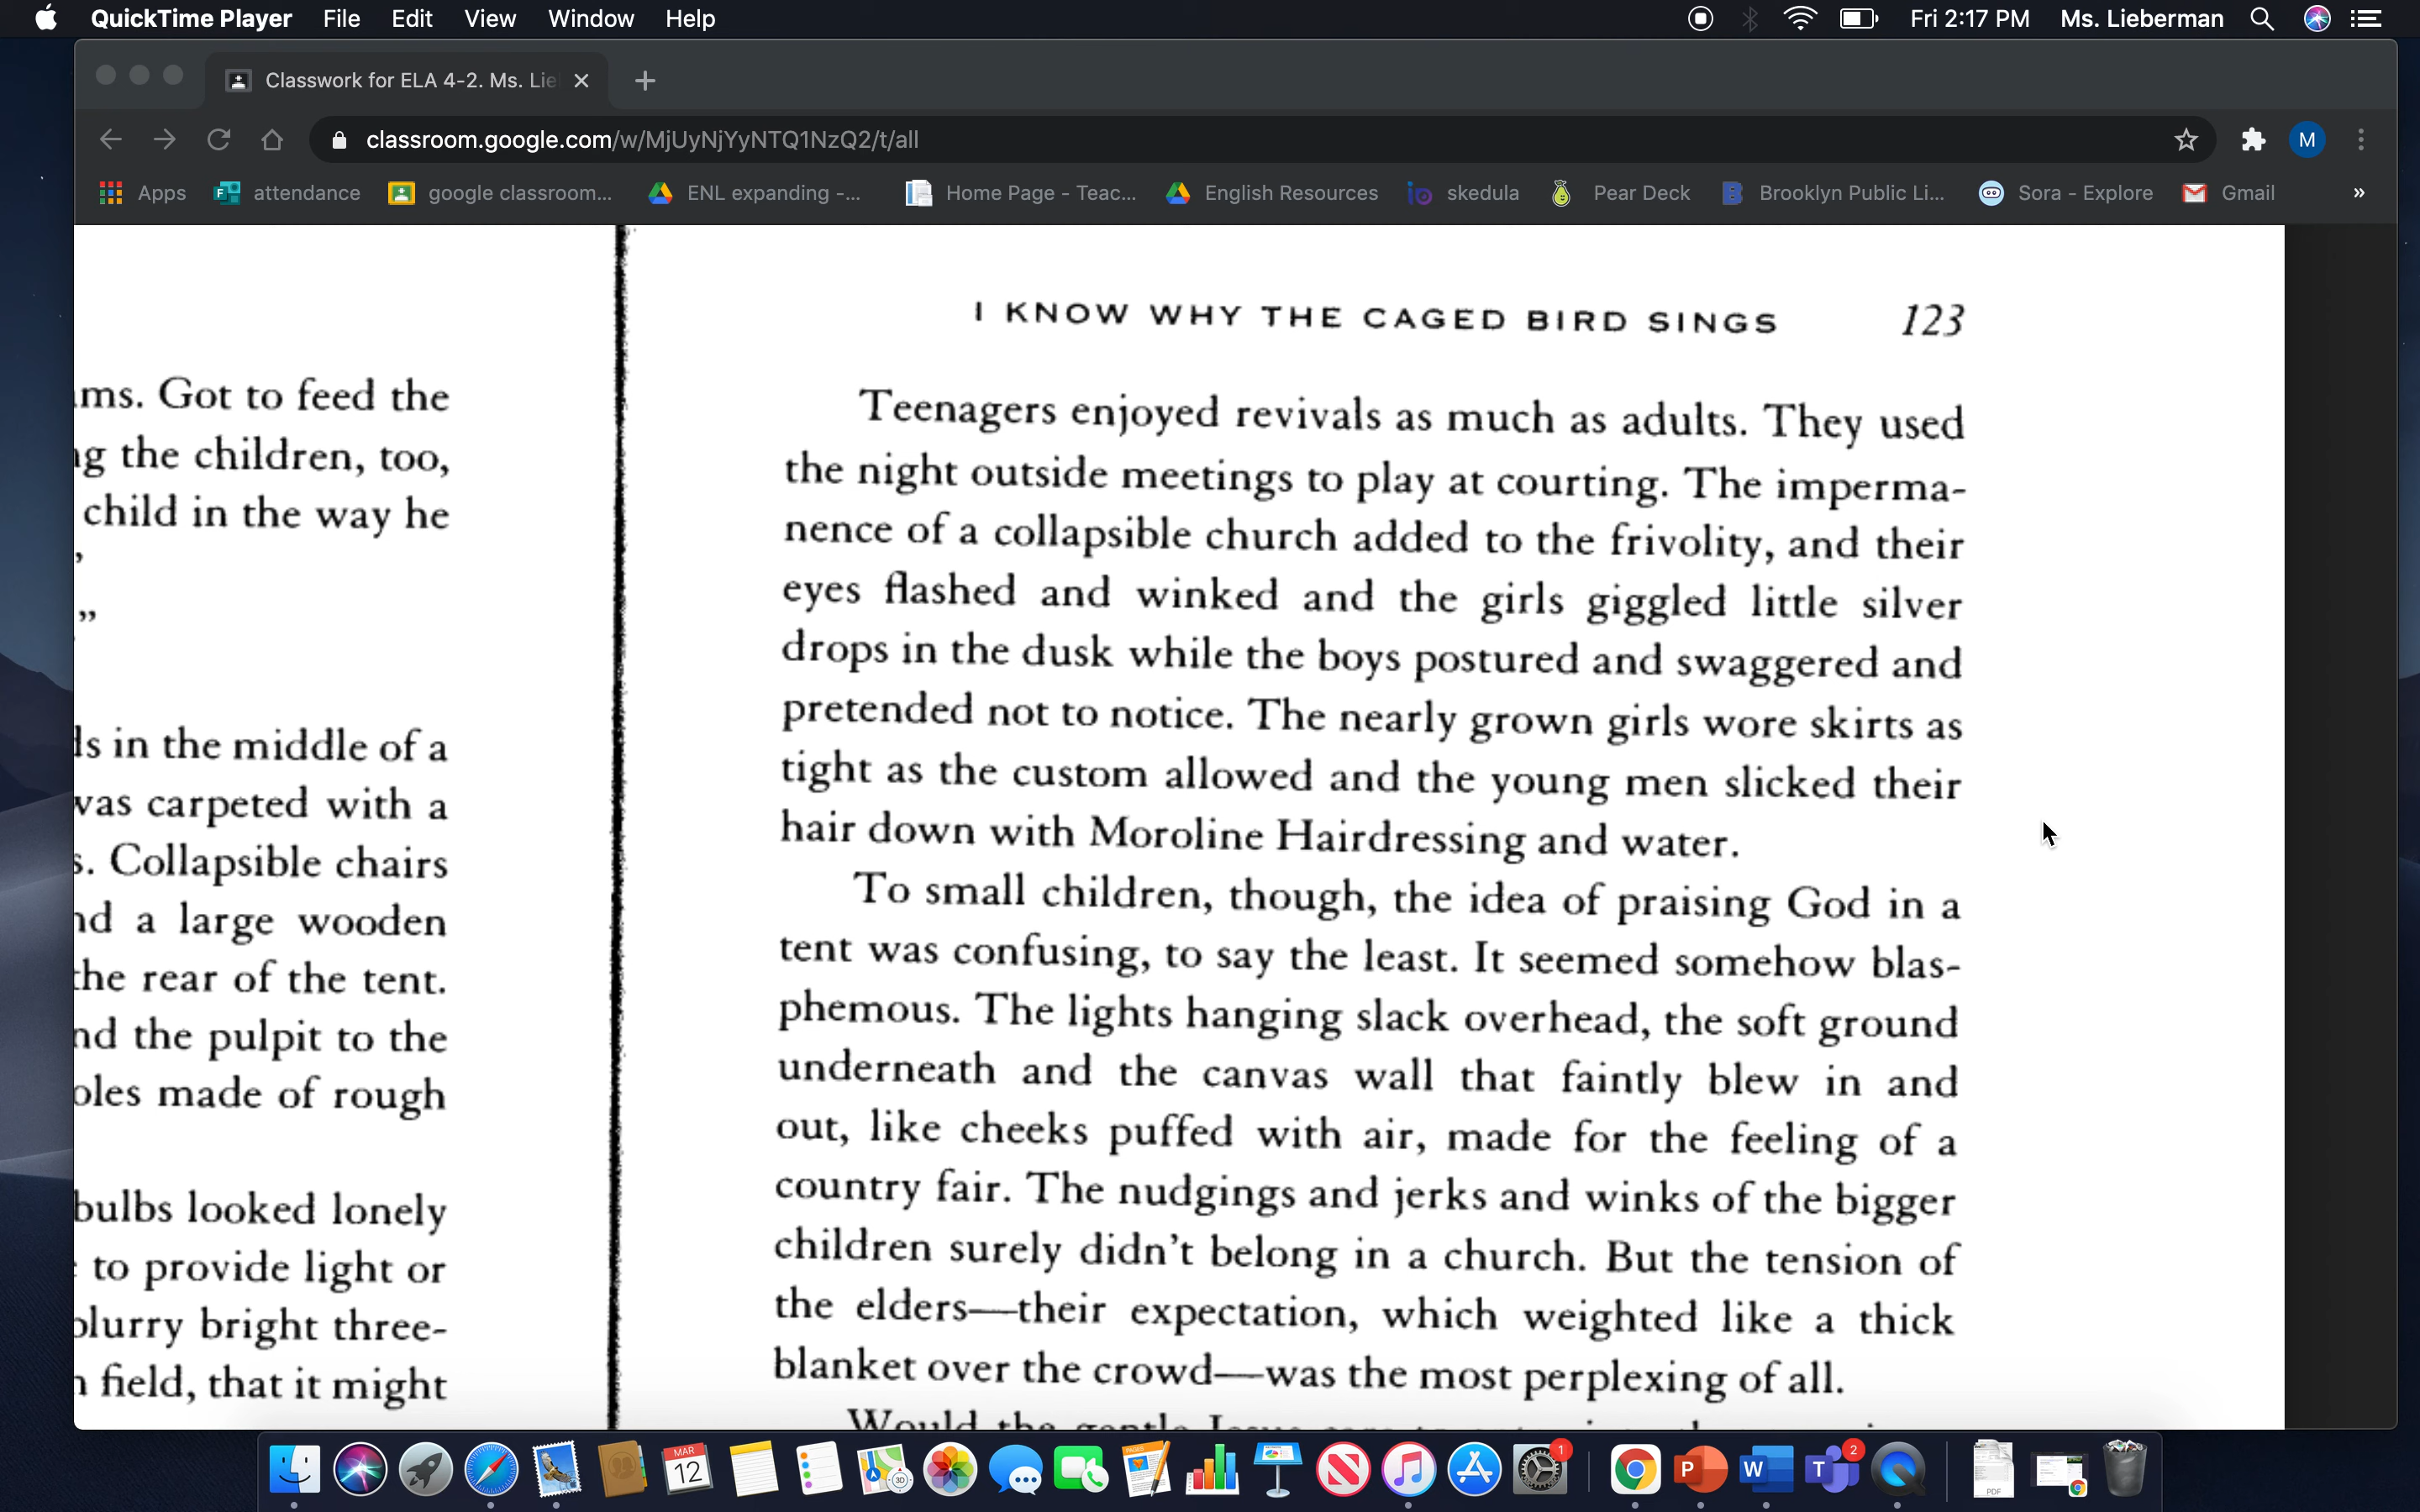 QuickTime Player File Edit View Window Help Fri 2:17 PM Ms. Lieberman
Classwork for ELA 4-2. Ms. Lie
classroom.google.com/w/MjUyNjYyNTQ1NzQ2/t/all M
Apps attendance google classroom... ENL expanding -... Home Page - Teac... English Resources skedula Pear Deck Brooklyn Public Li... Sora - Explore Gmail »
ms. Got to feed the
g the children, too,
child in the way he
”
ls in the middle of a
was carpeted with a
s. Collapsible chairs
nd a large wooden
the rear of the tent.
nd the pulpit to the
oles made of rough
bulbs looked lonely
to provide light or
blurry bright three-
field, that it might
I KNOW WHY THE CAGED BIRD SINGS 123
Teenagers enjoyed revivals as much as adults. They used
the night outside meetings to play at courting. The imperma-
nence of a collapsible church added to the frivolity, and their
eyes flashed and winked and the girls giggled little silver
drops in the dusk while the boys postured and swaggered and
pretended not to notice. The nearly grown girls wore skirts as
tight as the custom allowed and the young men slicked their
hair down with Moroline Hairdressing and water.
To small children, though, the idea of praising God in a
tent was confusing, to say the least. It seemed somehow blas-
phemous. The lights hanging slack overhead, the soft ground
underneath and the canvas wall that faintly blew in and
out, like cheeks puffed with air, made for the feeling of a
country fair. The nudgings and jerks and winks of the bigger
children surely didn’t belong in a church. But the tension of
the elders—their expectation, which weighted like a thick
blanket over the crowd—was the most perplexing of all.
Would the gentle Jesus
MAR
12
3D
PAGES
1
P
W
T
2
PDF